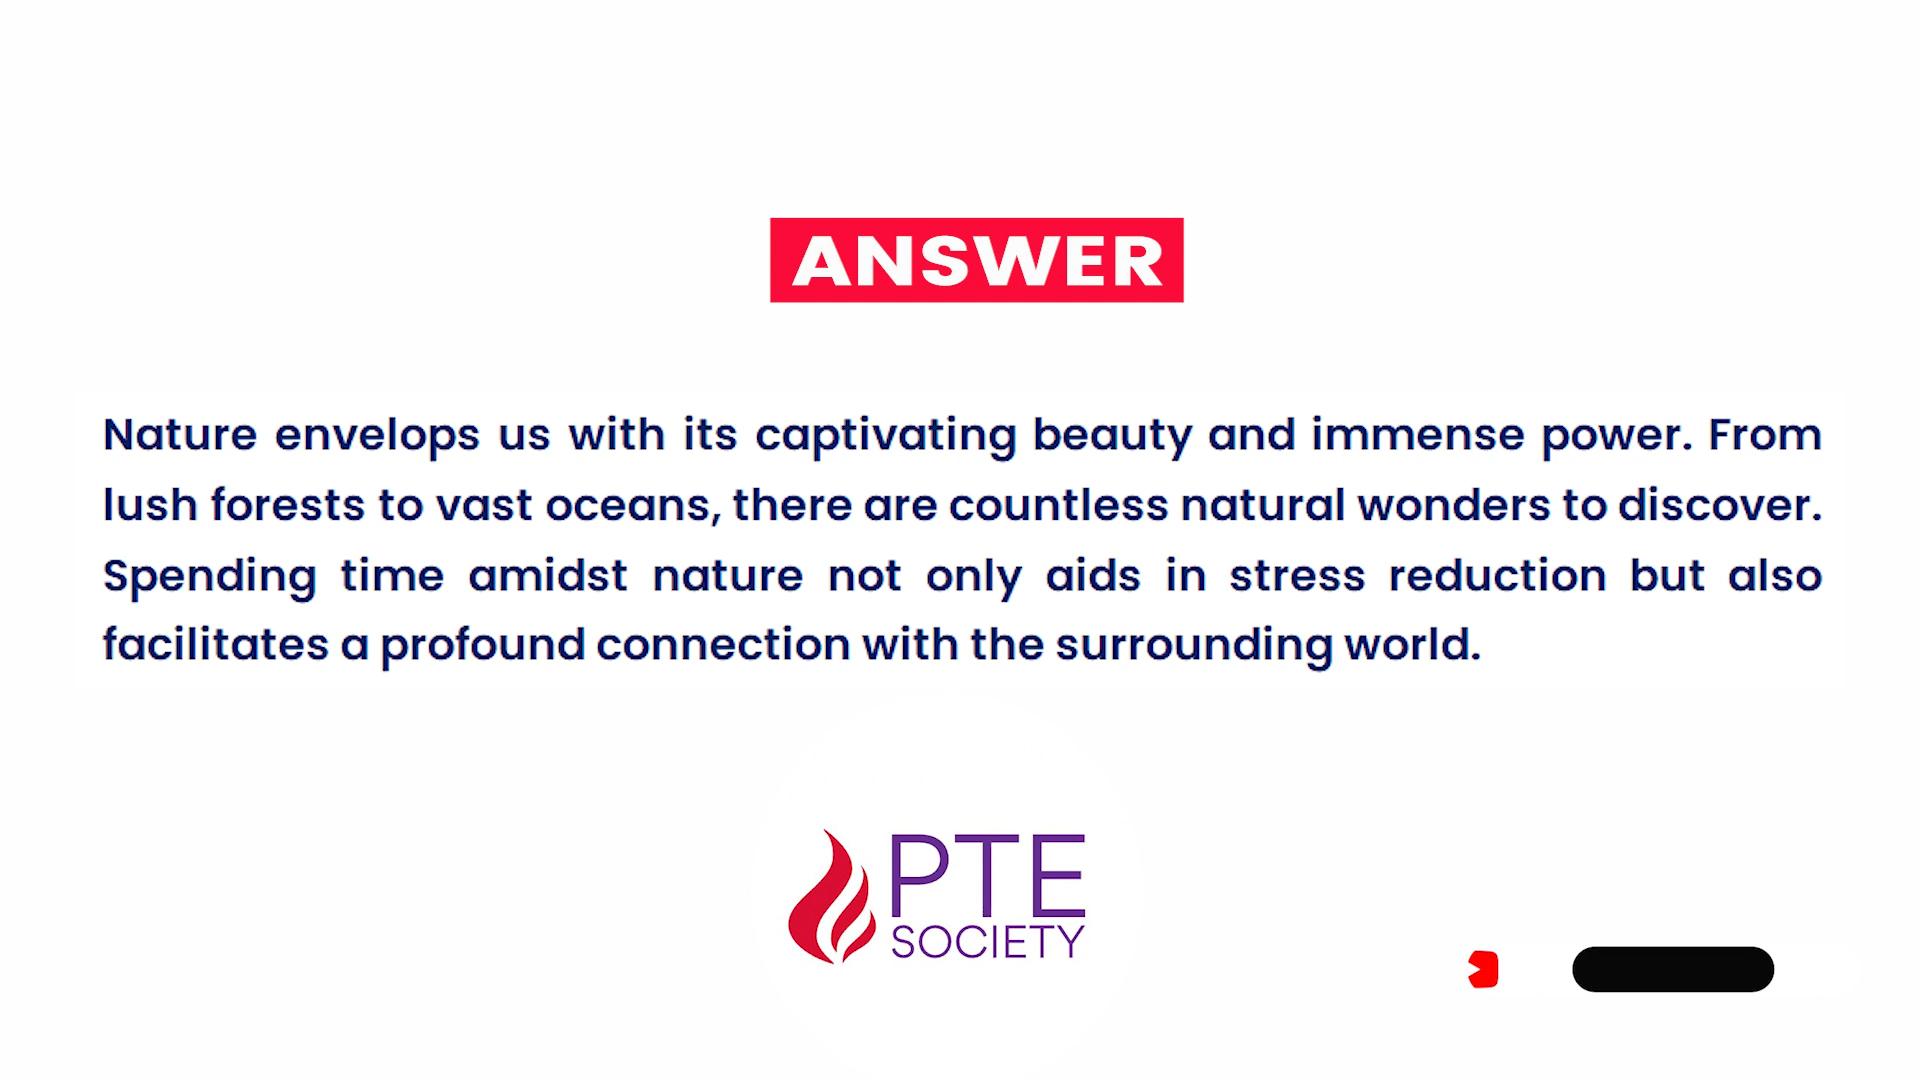 ANSWER
Nature envelops us with its captivating beauty and immense power. From
lush forests to vast oceans, there are countless natural wonders to discover.
Spending time amidst nature not only aids in stress reduction but also
facilitates a profound connection with the surrounding world.
PTE
SOCIETY